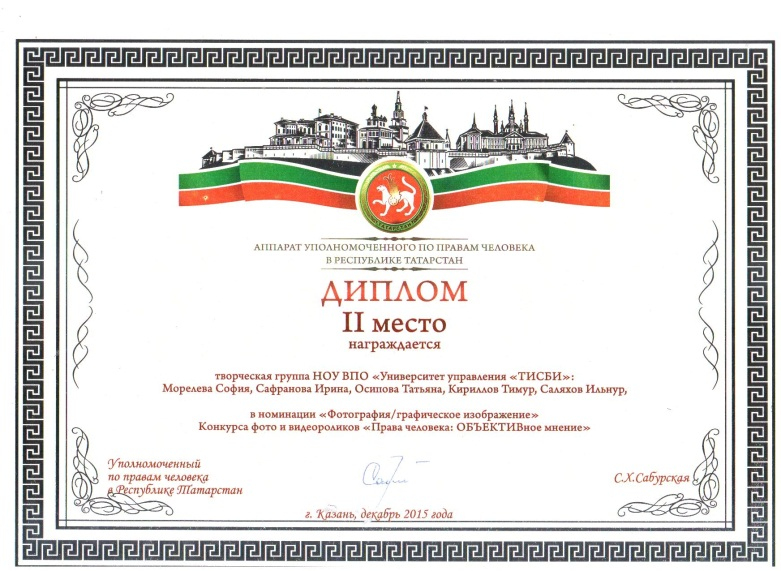 АППАРАТ УПОЛНОМОЧЕННОГО ПО ПРАВАМ ЧЕЛОВЕКА
В РЕСПУБЛИКЕ ТАТАРСТАН
ДИПЛОМ
II место
награждается
творческая группа НОУ ВПО «Университет управления «ТИСБИ»:
Морелева София, Сафранова Ирина, Осипова Татьяна, Кириллов Тимур, Саляхов Ильнур,
в номинации «Фотография/графическое изображение»
Конкурса фото и видеороликов «Права человека: ОБЪЕКТИВное мнение»
Уполномоченный
по правам человека
в Республике Татарстан
С.Х.Сабурская
г. Казань, декабрь 2015 года